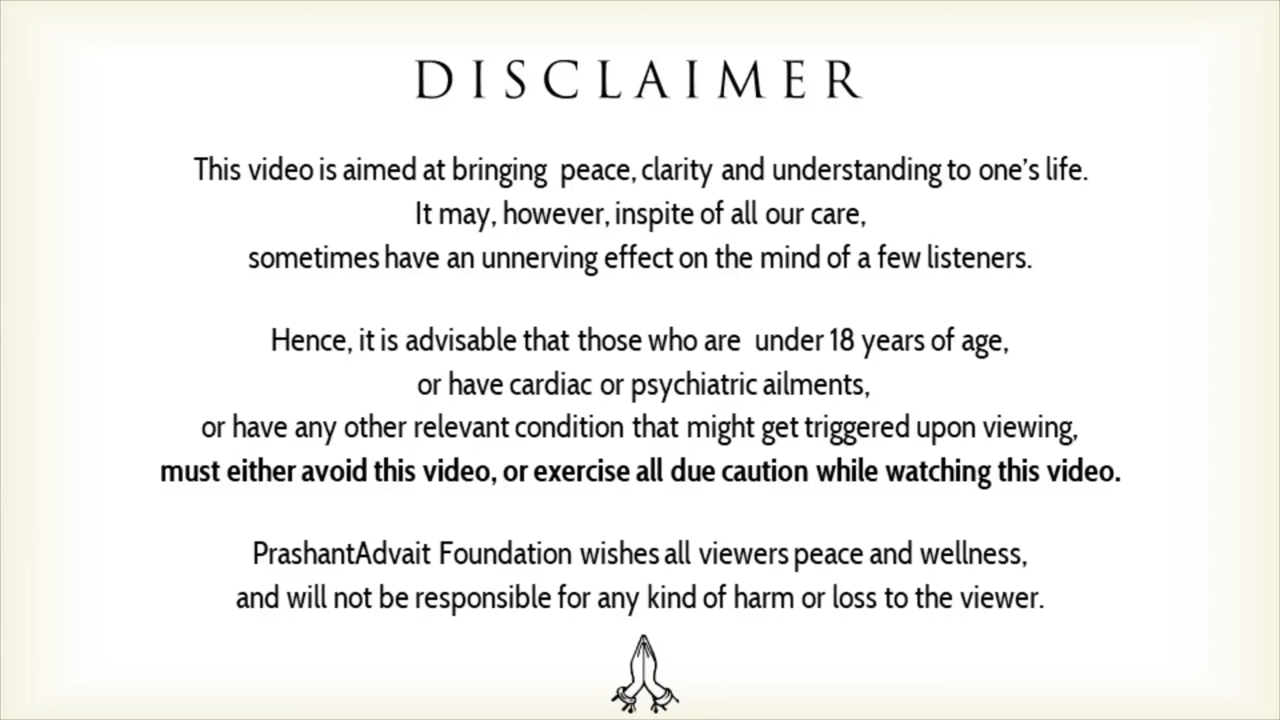 DISCLAIMER
This video is aimed at bringing peace, clarity and understanding to one's life.
It may, however, inspite of all our care,
sometimes have an unnerving effect on the mind of a few listeners.
Hence, it is advisable that those who are under 18 years of age,
or have cardiac or psychiatric ailments,
or have any other relevant condition that might get triggered upon viewing,
must either avoid this video, or exercise all due caution while watching this video.
PrashantAdvait Foundation wishes all viewers peace and wellness,
and will not be responsible for any kind of harm or loss to the viewer.